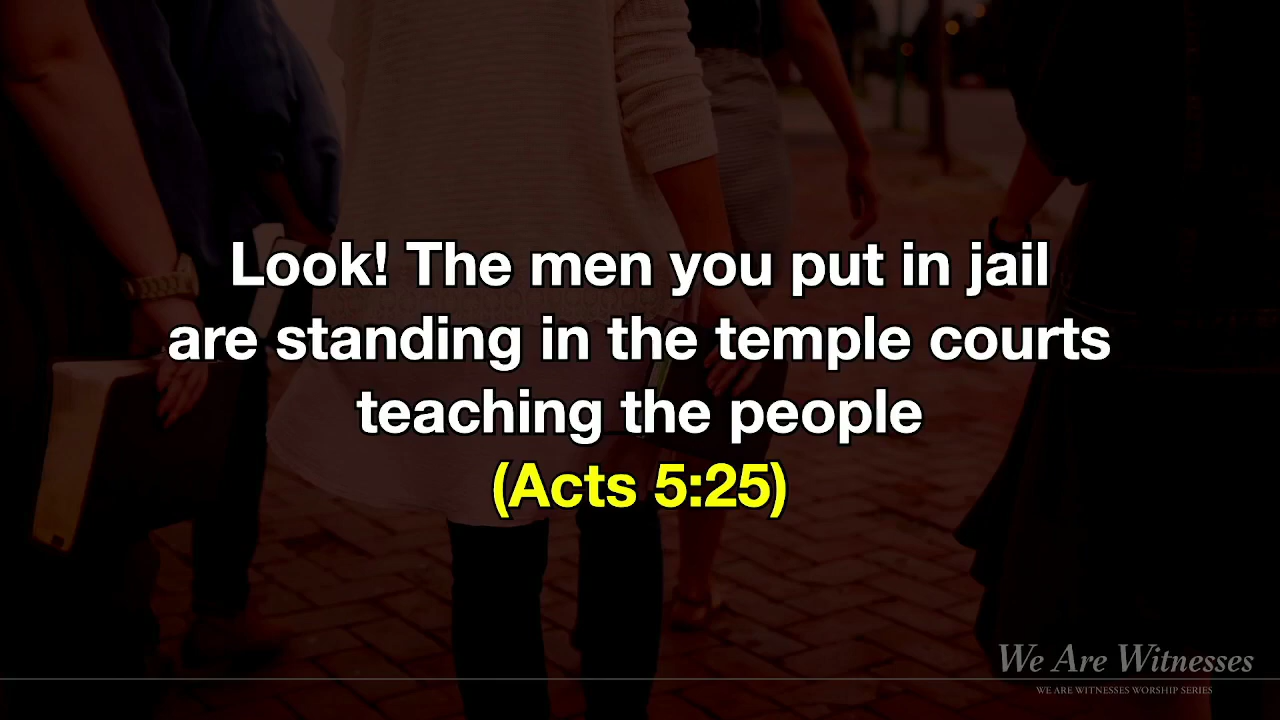 Look! The men you put in jail
are standing in the temple courts
teaching the people
(Acts 5:25)
We Are Witnesses
WE ARE WITNESSES WORSHIP SERIES